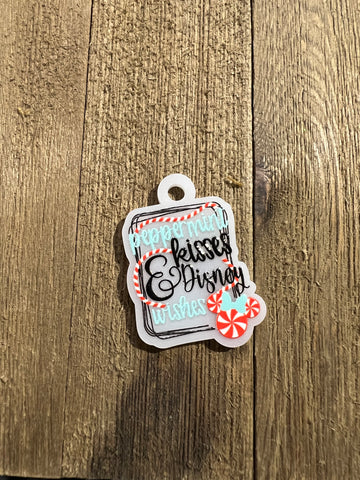 peppermint
kisses
& Disney
wishes